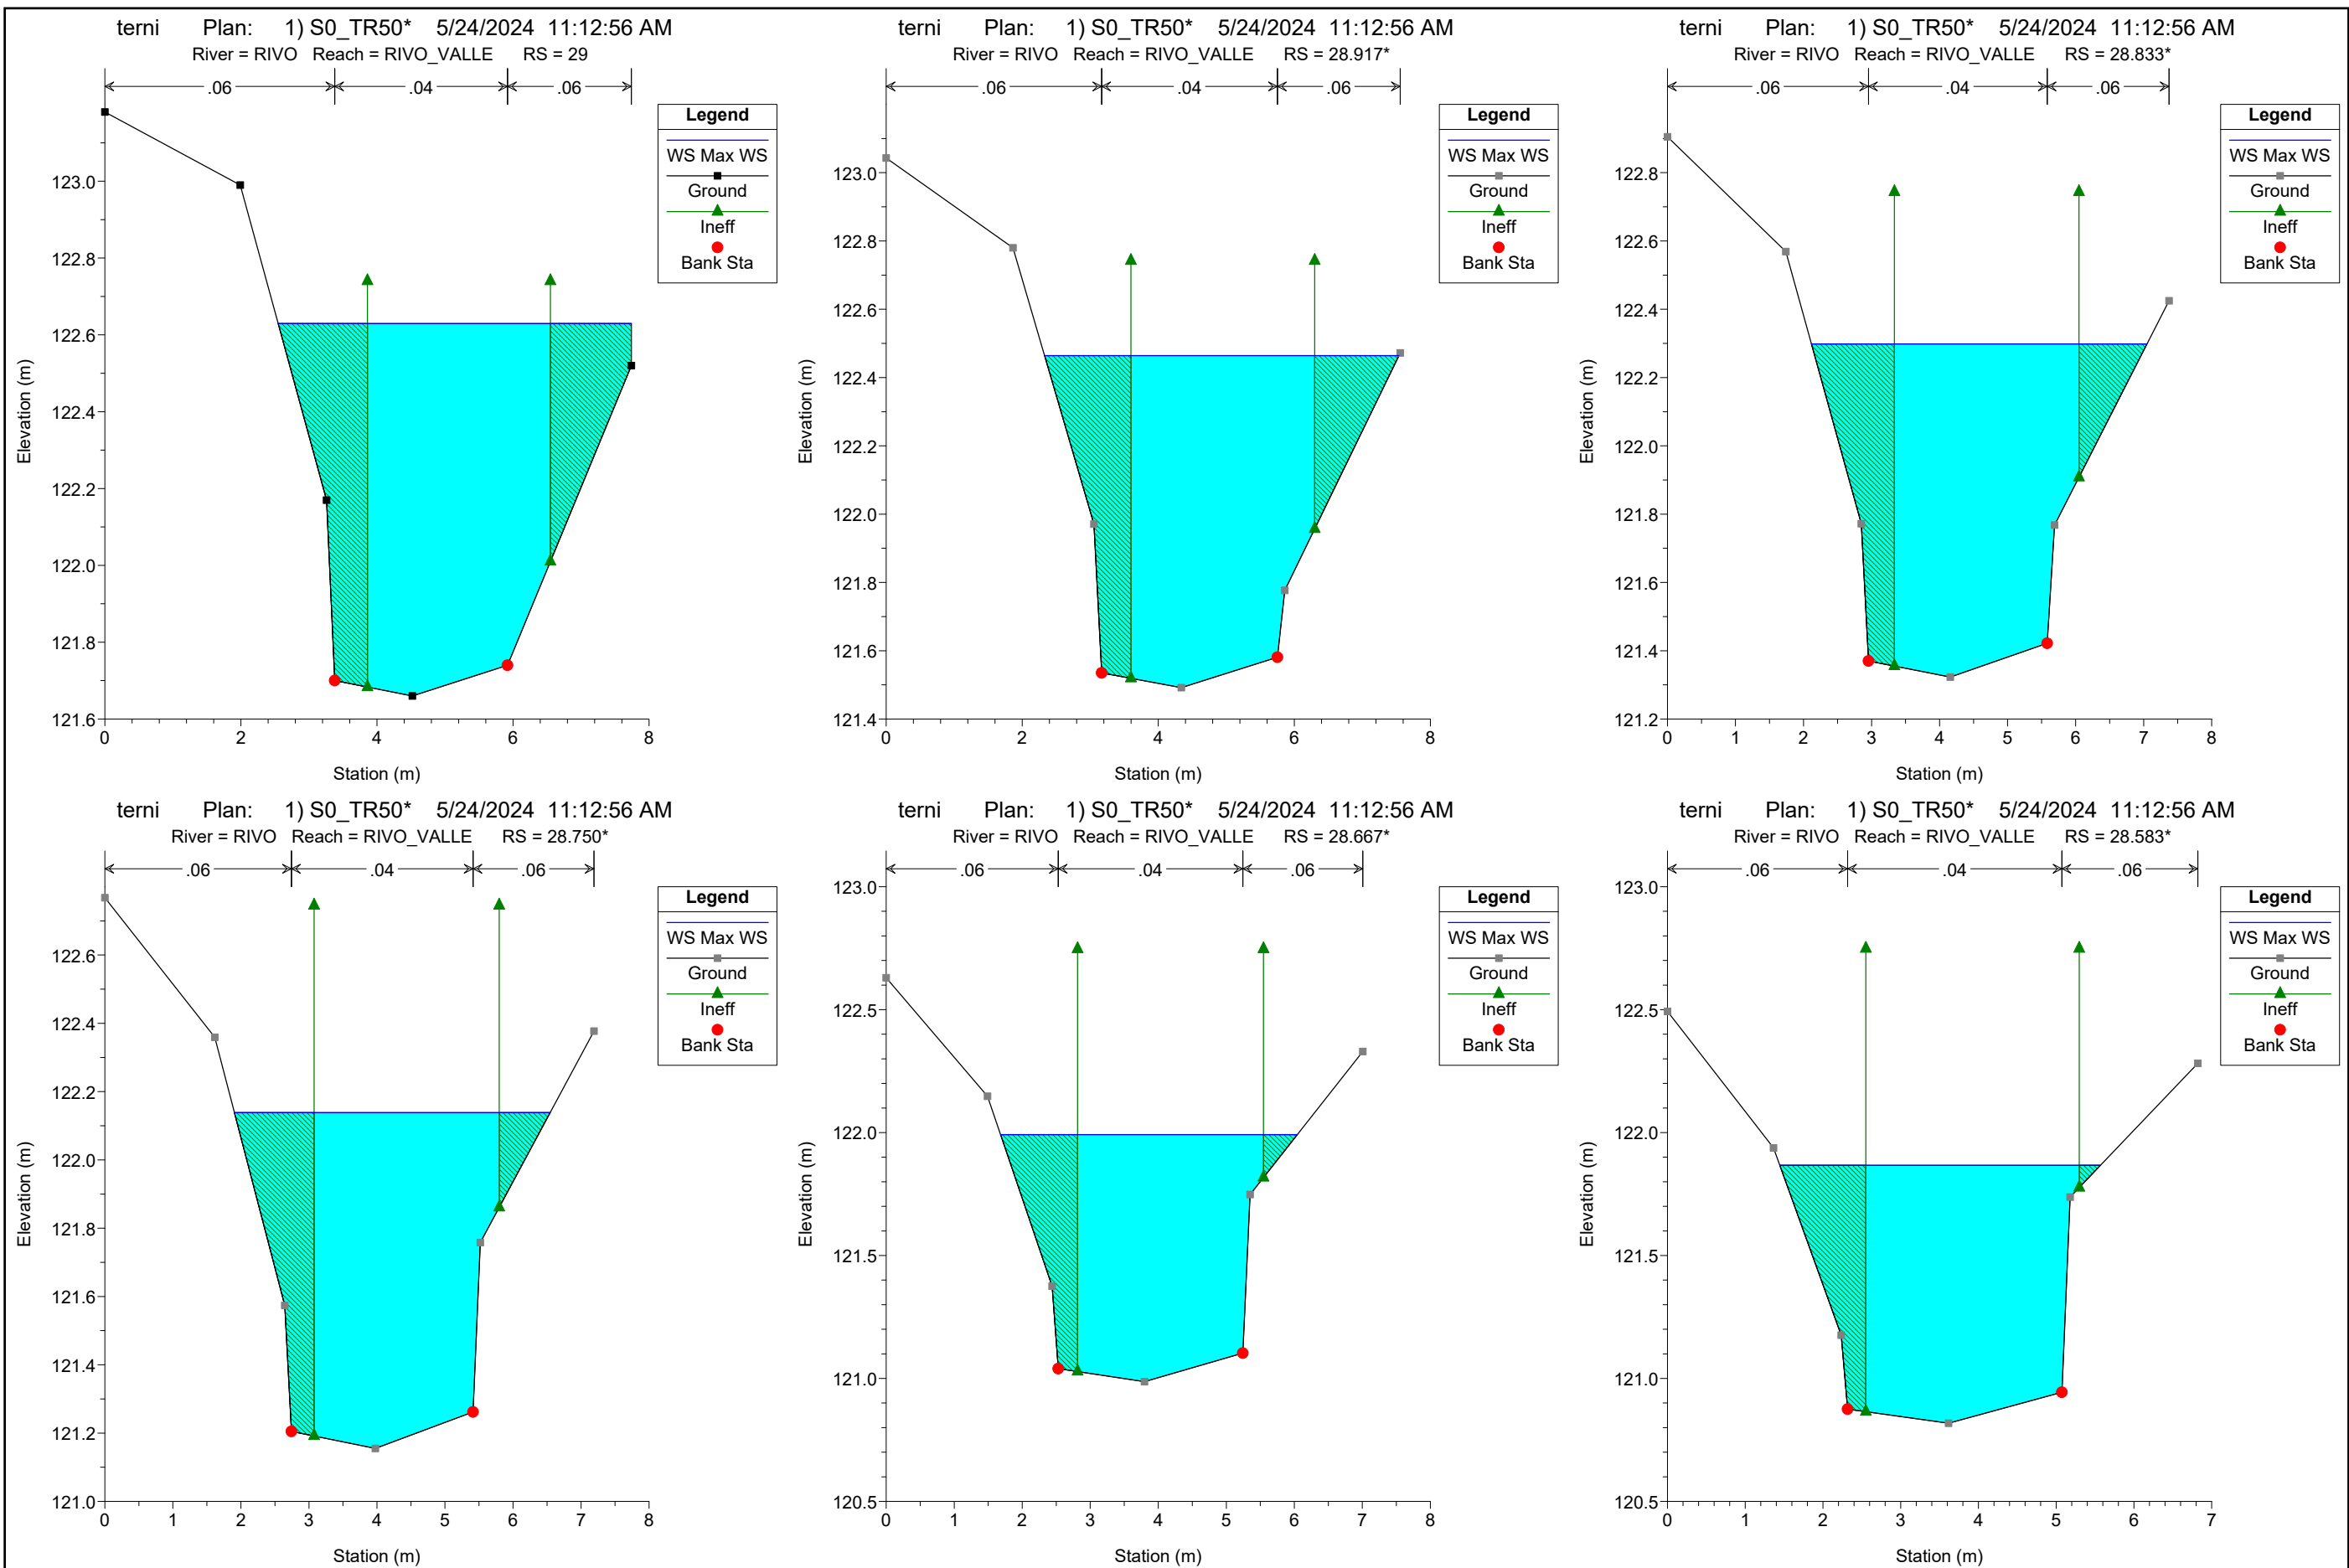 terni Plan: 1) S0_TR50* 5/24/2024 11:12:56 AM
River = RIVO Reach = RIVO_VALLE RS = 29
.06 .04 .06
Legend
WS Max WS
Ground
Ineff
Bank Sta
Elevation (m)
123.0
122.8
122.6
122.4
122.2
122.0
121.8
121.6
0 2 4 6 8
Station (m)
terni Plan: 1) S0_TR50* 5/24/2024 11:12:56 AM
River = RIVO Reach = RIVO_VALLE RS = 28.917*
.06 .04 .06
Legend
WS Max WS
Ground
Ineff
Bank Sta
Elevation (m)
123.0
122.8
122.6
122.4
122.2
122.0
121.8
121.6
121.4
0 2 4 6 8
Station (m)
terni Plan: 1) S0_TR50* 5/24/2024 11:12:56 AM
River = RIVO Reach = RIVO_VALLE RS = 28.833*
.06 .04 .06
Legend
WS Max WS
Ground
Ineff
Bank Sta
Elevation (m)
122.8
122.6
122.4
122.2
122.0
121.8
121.6
121.4
121.2
0 1 2 3 4 5 6 7 8
Station (m)
terni Plan: 1) S0_TR50* 5/24/2024 11:12:56 AM
River = RIVO Reach = RIVO_VALLE RS = 28.750*
.06 .04 .06
Legend
WS Max WS
Ground
Ineff
Bank Sta
Elevation (m)
122.6
122.4
122.2
122.0
121.8
121.6
121.4
121.2
121.0
0 1 2 3 4 5 6 7 8
Station (m)
terni Plan: 1) S0_TR50* 5/24/2024 11:12:56 AM
River = RIVO Reach = RIVO_VALLE RS = 28.667*
.06 .04 .06
Legend
WS Max WS
Ground
Ineff
Bank Sta
Elevation (m)
123.0
122.5
122.0
121.5
121.0
120.5
0 1 2 3 4 5 6 7 8
Station (m)
terni Plan: 1) S0_TR50* 5/24/2024 11:12:56 AM
River = RIVO Reach = RIVO_VALLE RS = 28.583*
.06 .04 .06
Legend
WS Max WS
Ground
Ineff
Bank Sta
Elevation (m)
123.0
122.5
122.0
121.5
121.0
120.5
0 1 2 3 4 5 6 7
Station (m)